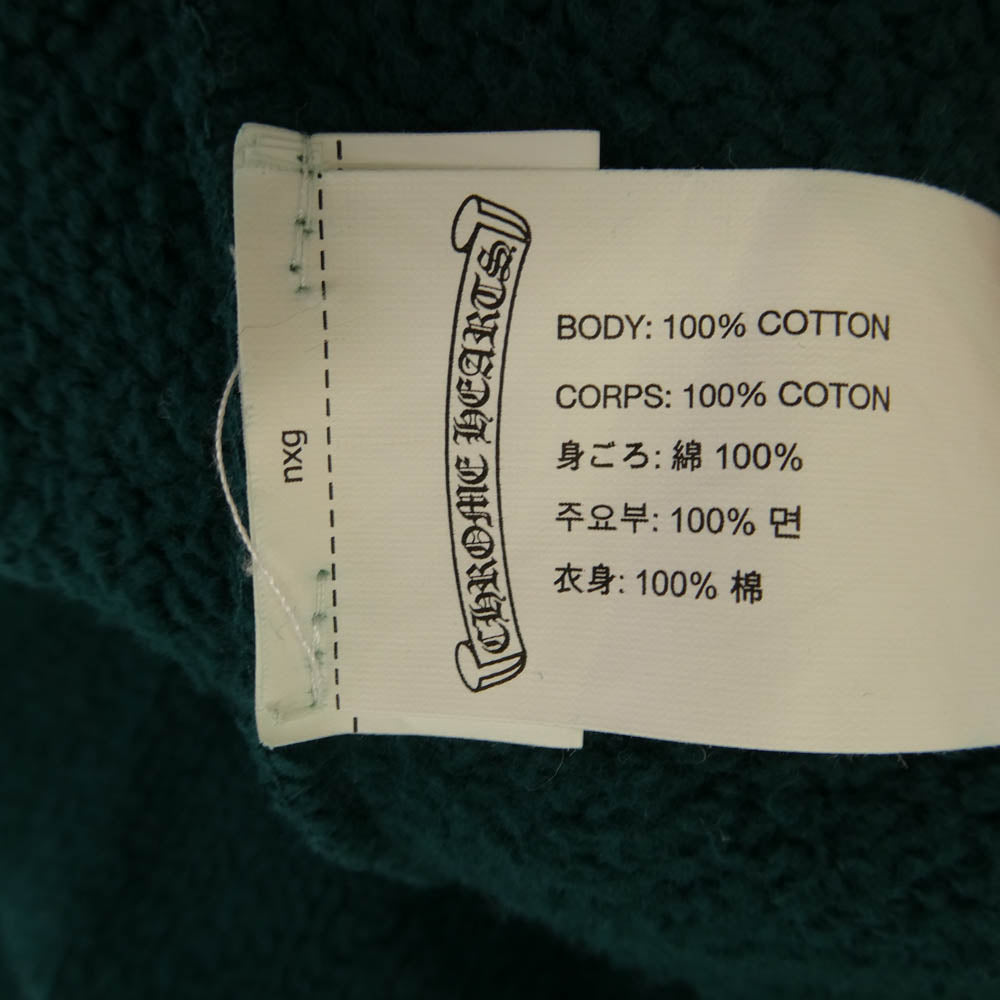 CHROME HEARTS
BODY: 100% COTTON
CORPS: 100% COTON
身ごろ: 綿 100%
주요부: 100% 면
衣身: 100% 棉
nxg